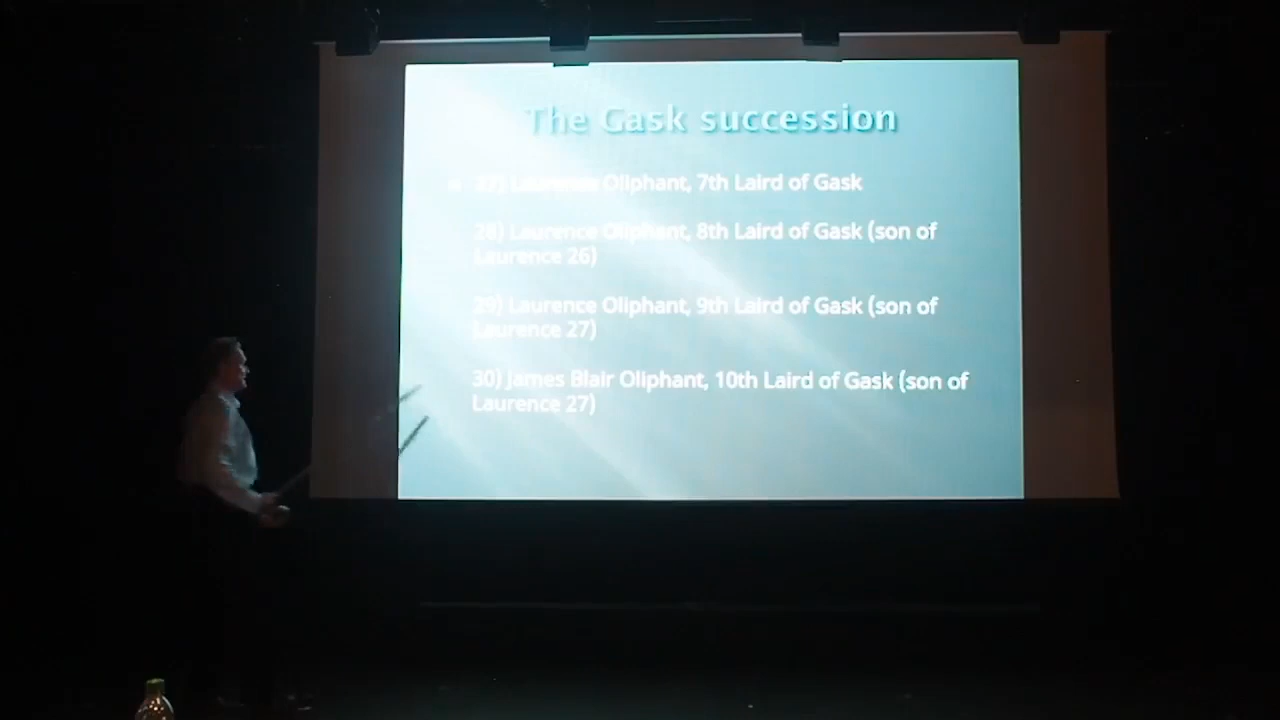 The Gask succession
27) Laurence Oliphant, 7th Laird of Gask
28) Laurence Oliphant, 8th Laird of Gask (son of
Laurence 26)
29) Laurence Oliphant, 9th Laird of Gask (son of
Laurence 27)
30) James Blair Oliphant, 10th Laird of Gask (son of
Laurence 27)